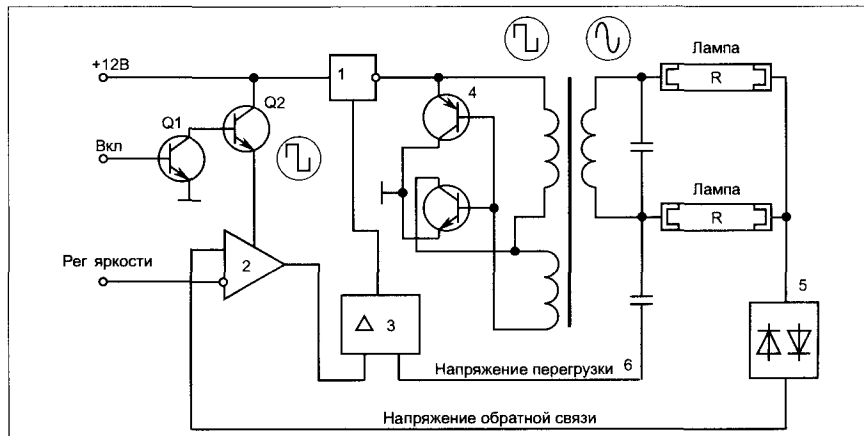 +12В
1
4
Лампа
R
Q1
Q2
Вкл
Лампа
R
Рег яркости
2
5
Δ 3
Напряжение перегрузки 6
Напряжение обратной связи